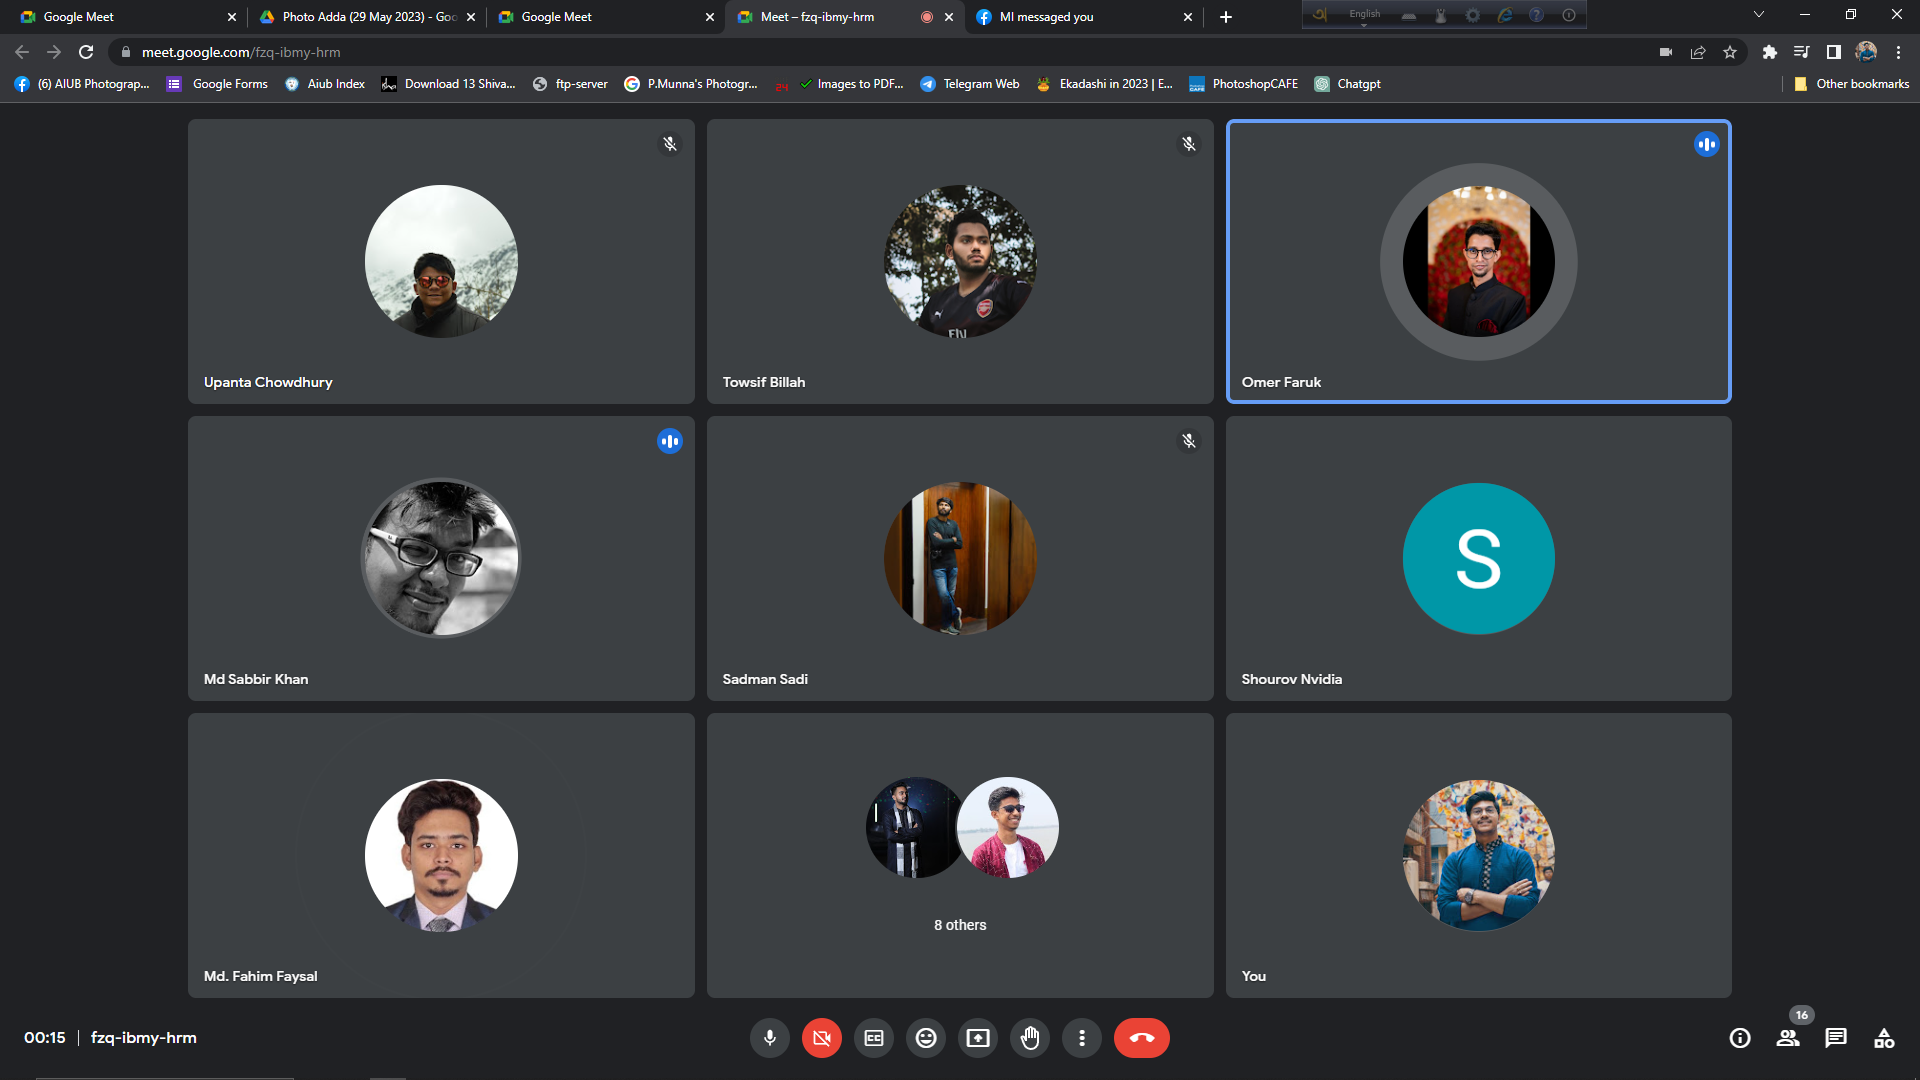 Google Meet
Photo Adda (29 May 2023) - Goo
Google Meet
Meet – fzq-ibmy-hrm
MI messaged you
English
meet.google.com/fzq-ibmy-hrm
(6) AIUB Photograp...
Google Forms
Aiub Index
Download 13 Shiva...
ftp-server
P.Munna's Photogr...
24
Images to PDF...
Telegram Web
Ekadashi in 2023 | E...
PhotoshopCAFE
Chatgpt
Other bookmarks
Upanta Chowdhury
Towsif Billah
Omer Faruk
Md Sabbir Khan
Sadman Sadi
S
Shourov Nvidia
Md. Fahim Faysal
8 others
You
00:15 | fzq-ibmy-hrm
16